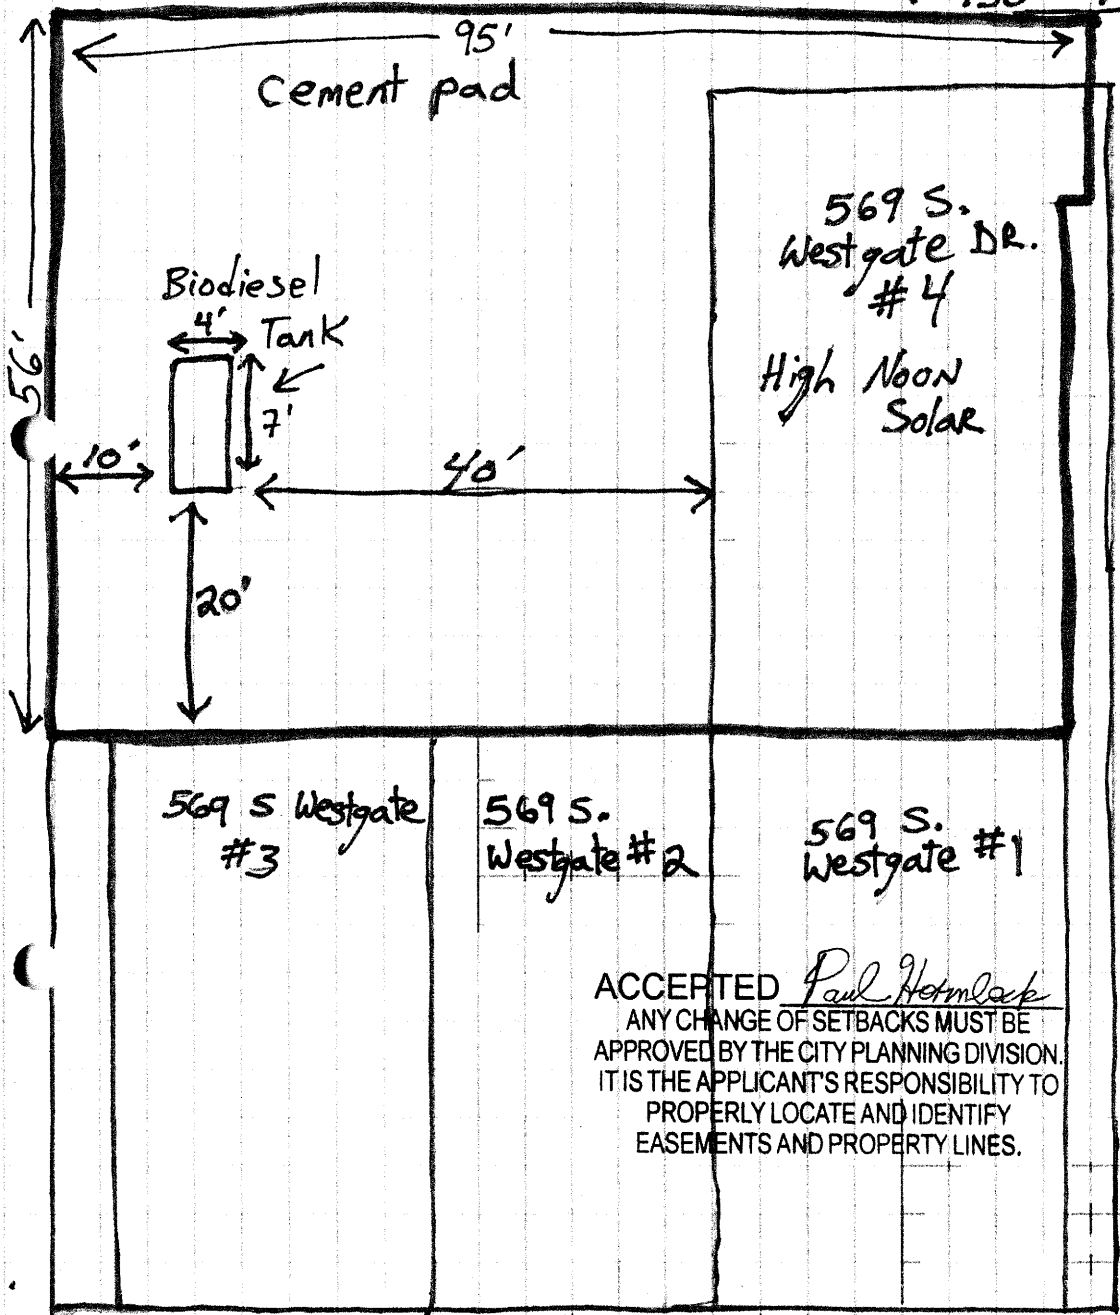 95'
Cement pad
569 S.
Westgate DR.
# 4
High Noon
Solar
Biodiesel
Tank
4'
7'
56'
10'
40'
20'
569 S Westgate
#3
569 S.
Westgate #2
569 S.
Westgate #1
ACCEPTED Paul
ANY CHANGE OF SETBACKS MUST BE
APPROVED BY THE CITY PLANNING DIVISION.
IT IS THE APPLICANT'S RESPONSIBILITY TO
PROPERLY LOCATE AND IDENTIFY
EASEMENTS AND PROPERTY LINES.